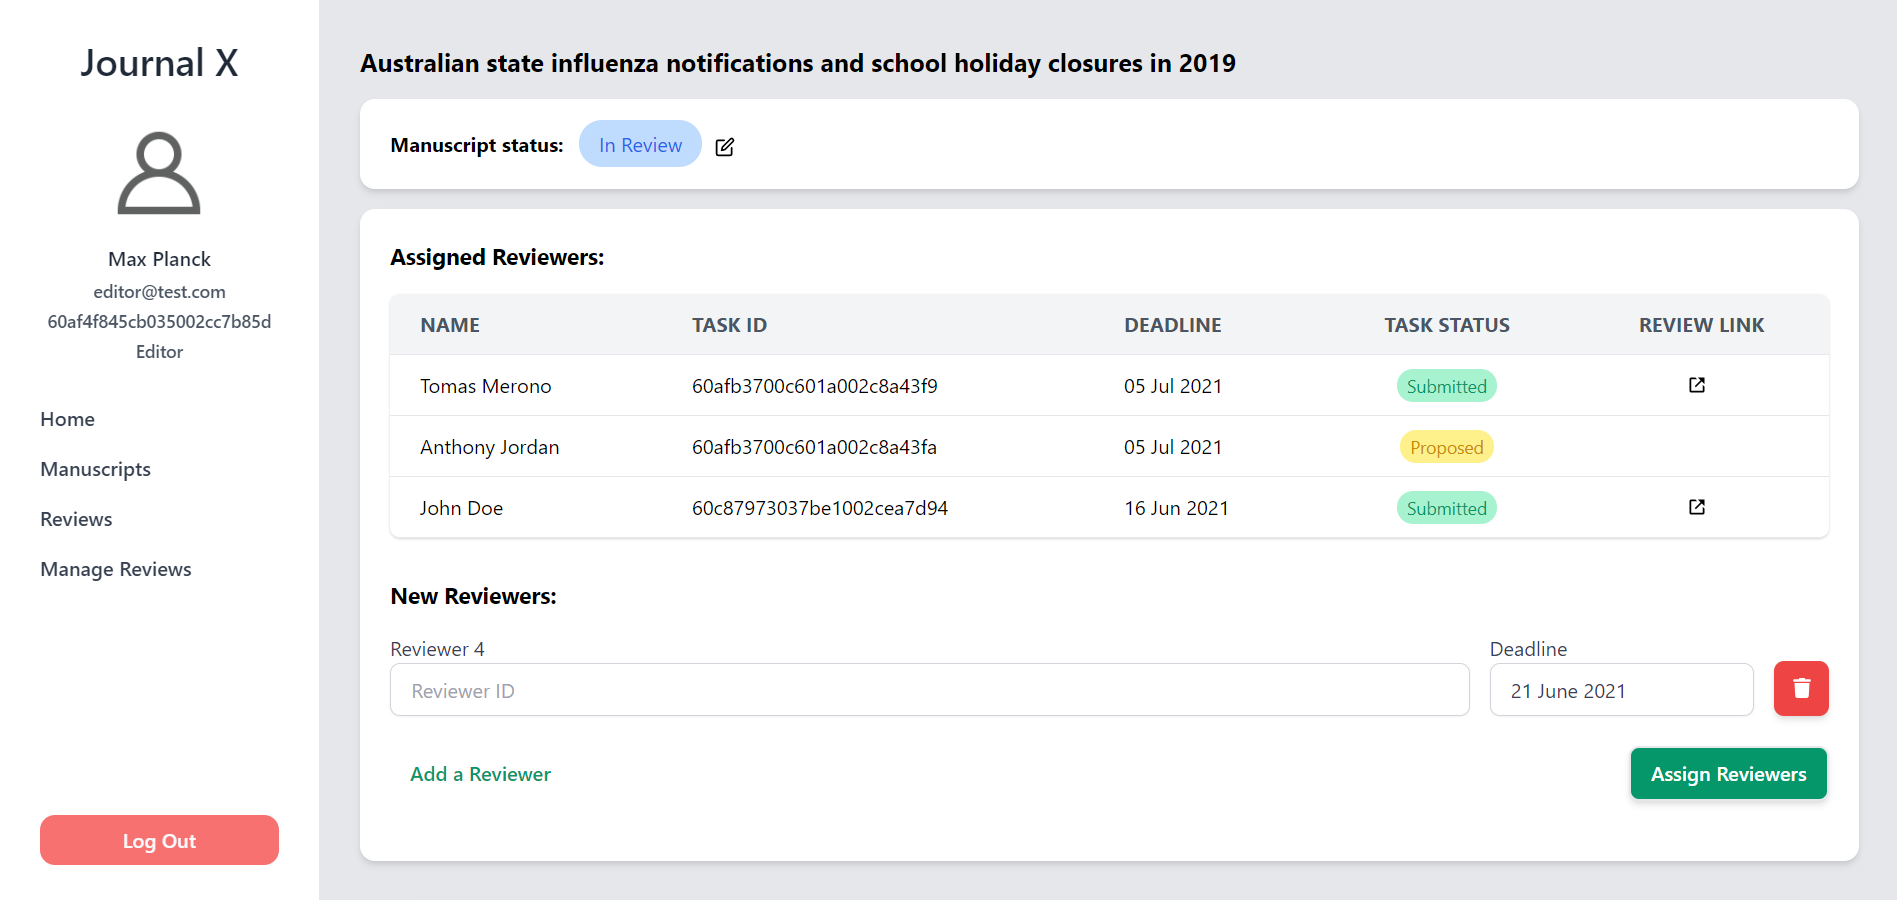 Journal X
Max Planck
editor@test.com
60af4f845cb035002cc7b85d
Editor
Home
Manuscripts
Reviews
Manage Reviews
Log Out
Australian state influenza notifications and school holiday closures in 2019
Manuscript status: In Review
Assigned Reviewers:
NAME TASK ID DEADLINE TASK STATUS REVIEW LINK
Tomas Merono 60afb3700c601a002c8a43f9 05 Jul 2021 Submitted
Anthony Jordan 60afb3700c601a002c8a43fa 05 Jul 2021 Proposed
John Doe 60c87973037be1002cea7d94 16 Jun 2021 Submitted
New Reviewers:
Reviewer 4 Deadline
Reviewer ID 21 June 2021
Add a Reviewer Assign Reviewers